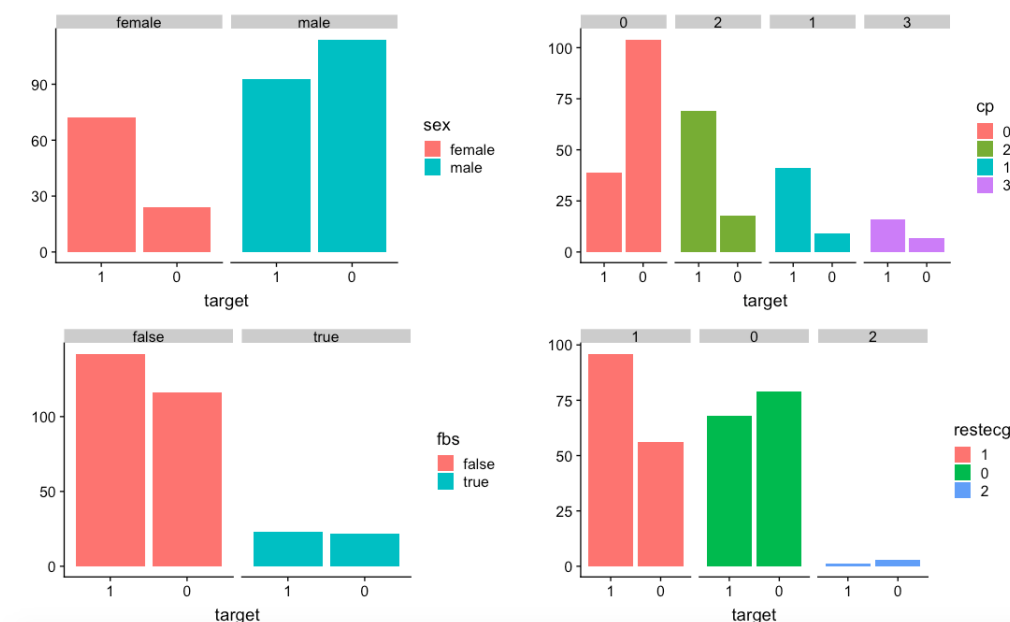 female male
90
60
30
0
1 0 1 0
target
sex
female
male
0 2 1 3
100
75
50
25
0
1 0 1 0 1 0 1 0
target
cp
0
2
1
3
false true
100
50
0
1 0 1 0
target
fbs
false
true
1 0 2
100
75
50
25
0
1 0 1 0 1 0
target
restecg
1
0
2